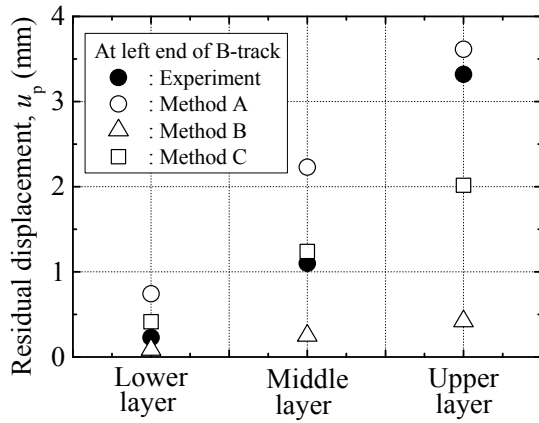 Residual displacement, u_p (mm)
4
3
2
1
0
At left end of B-track
: Experiment
: Method A
: Method B
: Method C
Lower
layer
Middle
layer
Upper
layer